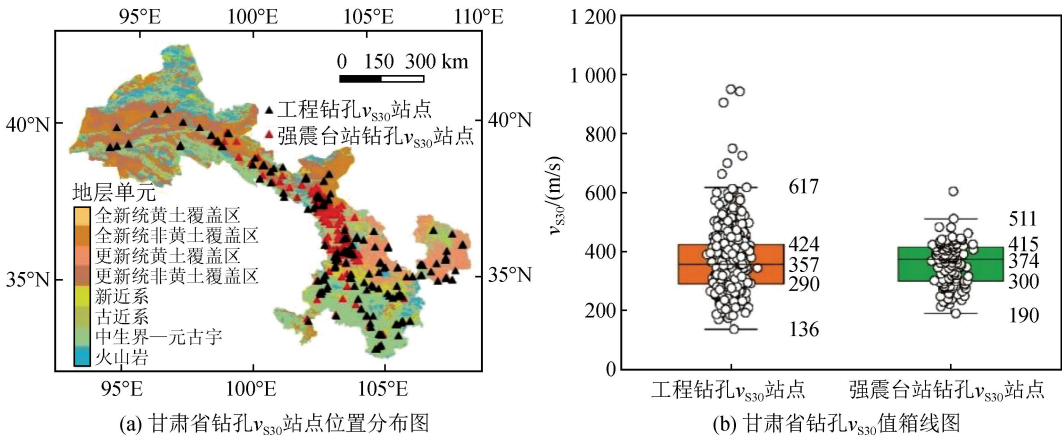 95°E 100°E 105°E 110°E
0 150 300 km
工程钻孔vS30站点
强震台站钻孔vS30站点
40°N 40°N
地层单元
全新统黄土覆盖区
全新统非黄土覆盖区
更新统黄土覆盖区
更新统非黄土覆盖区
新近系
古近系
中生界—元古宇
火山岩
35°N 35°N
95°E 100°E 105°E
(a) 甘肃省钻孔vS30站点位置分布图
vS30/(m/s)
1 000
800
600
400
200
0
617
424
357
290
136
511
415
374
300
190
工程钻孔vS30站点 强震台站钻孔vS30站点
(b) 甘肃省钻孔vS30值箱线图